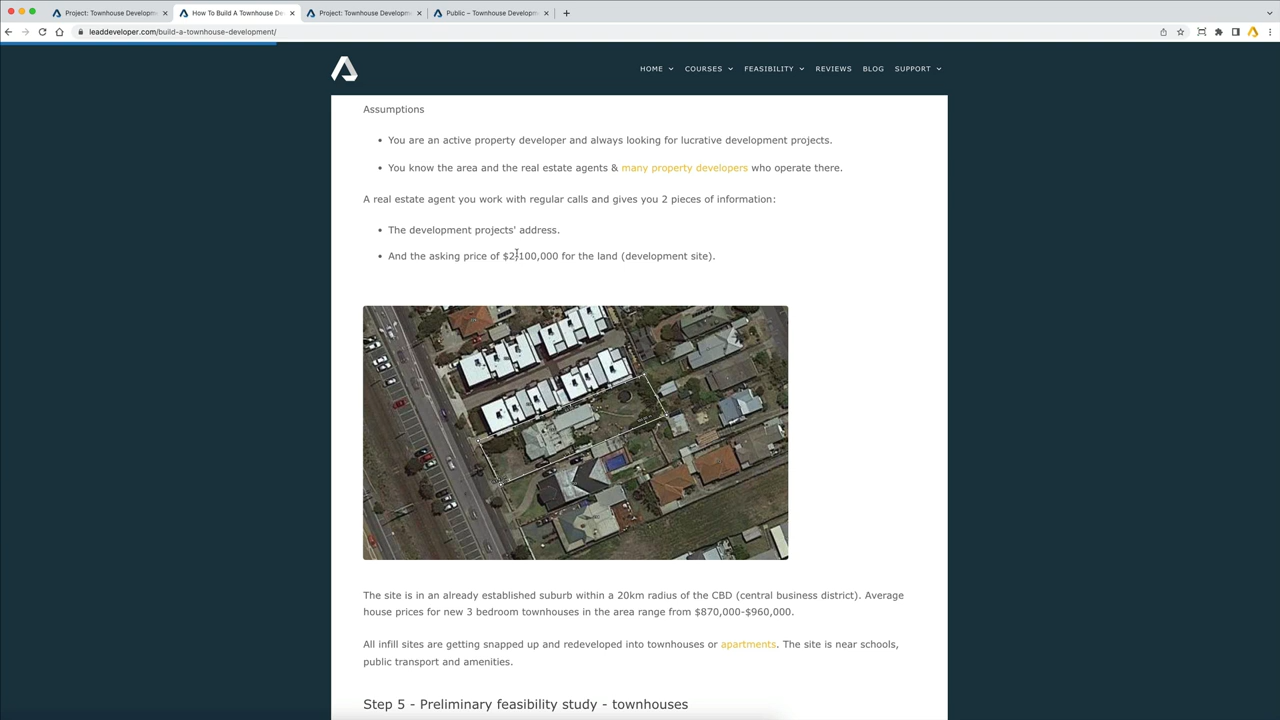 Project: Townhouse Developm
How To Build A Townhouse De
Project: Townhouse Developm
Public – Townhouse Developm
leaddeveloper.com/build-a-townhouse-development/
HOME COURSES FEASIBILITY REVIEWS BLOG SUPPORT
Assumptions
• You are an active property developer and always looking for lucrative development projects.
• You know the area and the real estate agents & many property developers who operate there.
A real estate agent you work with regular calls and gives you 2 pieces of information:
• The development projects' address.
• And the asking price of $2,100,000 for the land (development site).
The site is in an already established suburb within a 20km radius of the CBD (central business district). Average
house prices for new 3 bedroom townhouses in the area range from $870,000-$960,000.
All infill sites are getting snapped up and redeveloped into townhouses or apartments. The site is near schools,
public transport and amenities.
Step 5 - Preliminary feasibility study - townhouses